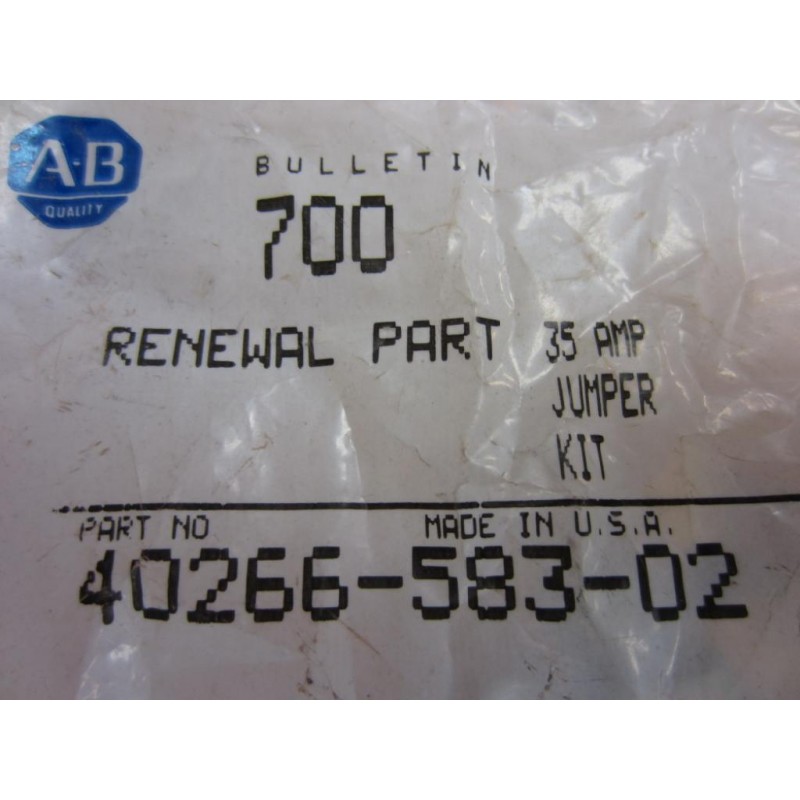 A-B
QUALITY
BULLETIN
700
RENEWAL PART 35 AMP
JUMPER
KIT
PART NO MADE IN U.S.A.
40266-583-02